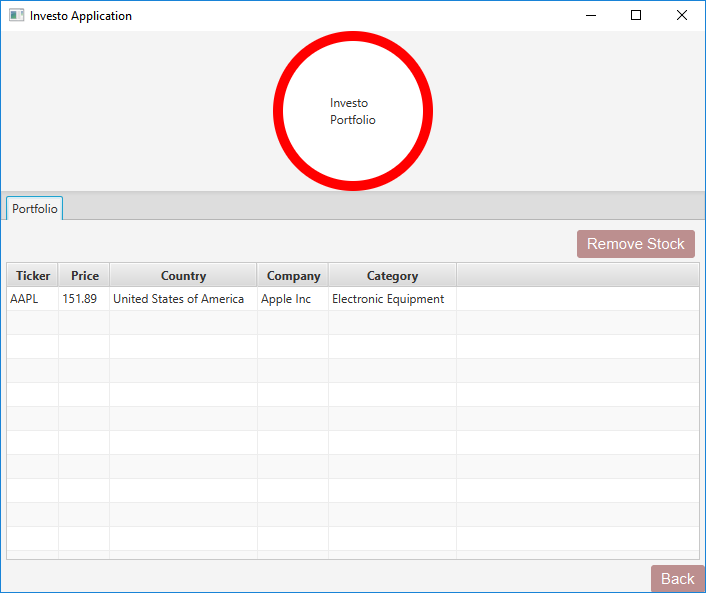 Investo Application
Investo
Portfolio
Portfolio
Remove Stock
Ticker Price Country Company Category
AAPL 151.89 United States of America Apple Inc Electronic Equipment
Back